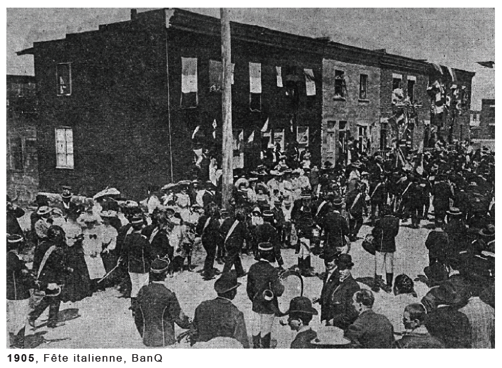 1905, Fête italienne, BanQ